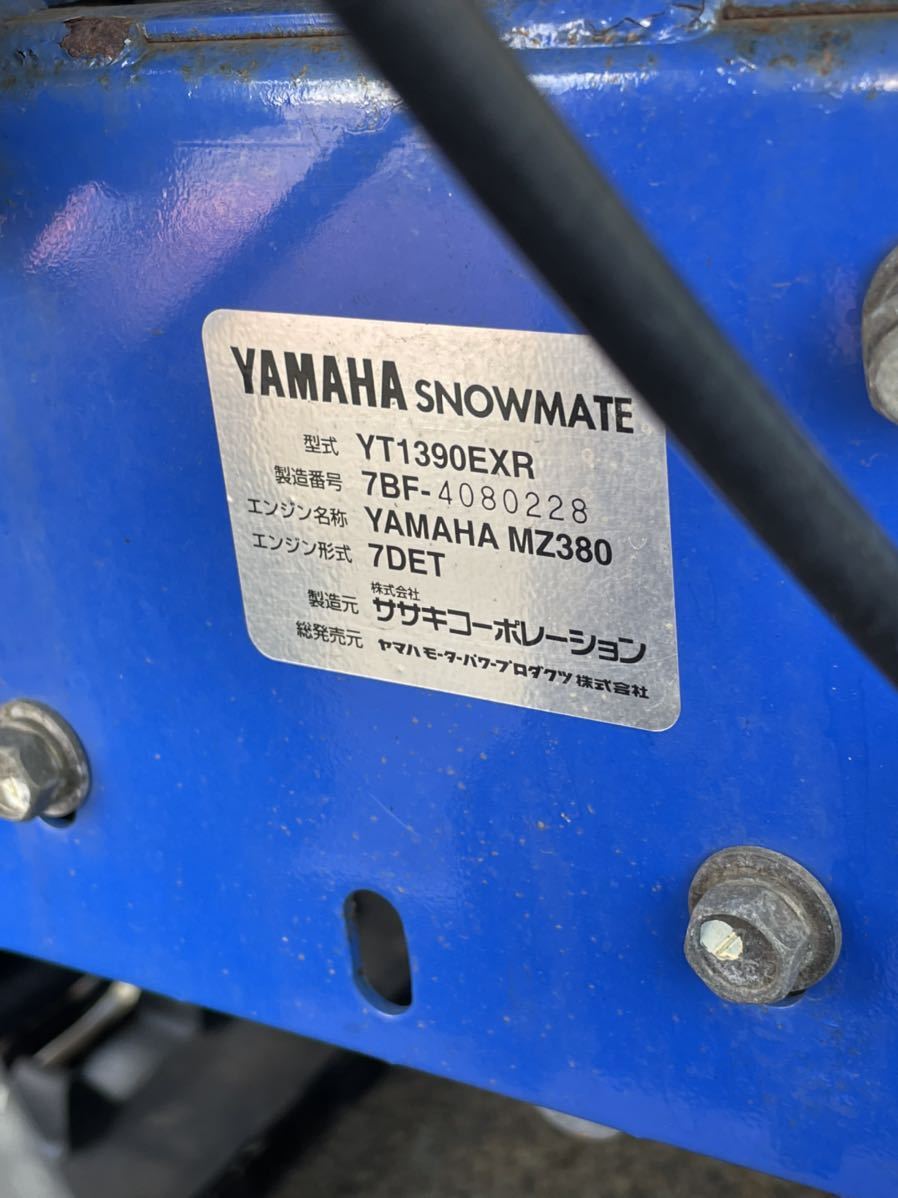 YAMAHA SNOWMATE
型式 YT1390EXR
製造番号 7BF-4080228
エンジン名称 YAMAHA MZ380
エンジン形式 7DET
製造元 株式会社 ササキコーポレーション
総発売元 ヤマハモーターパワープロダクツ株式会社